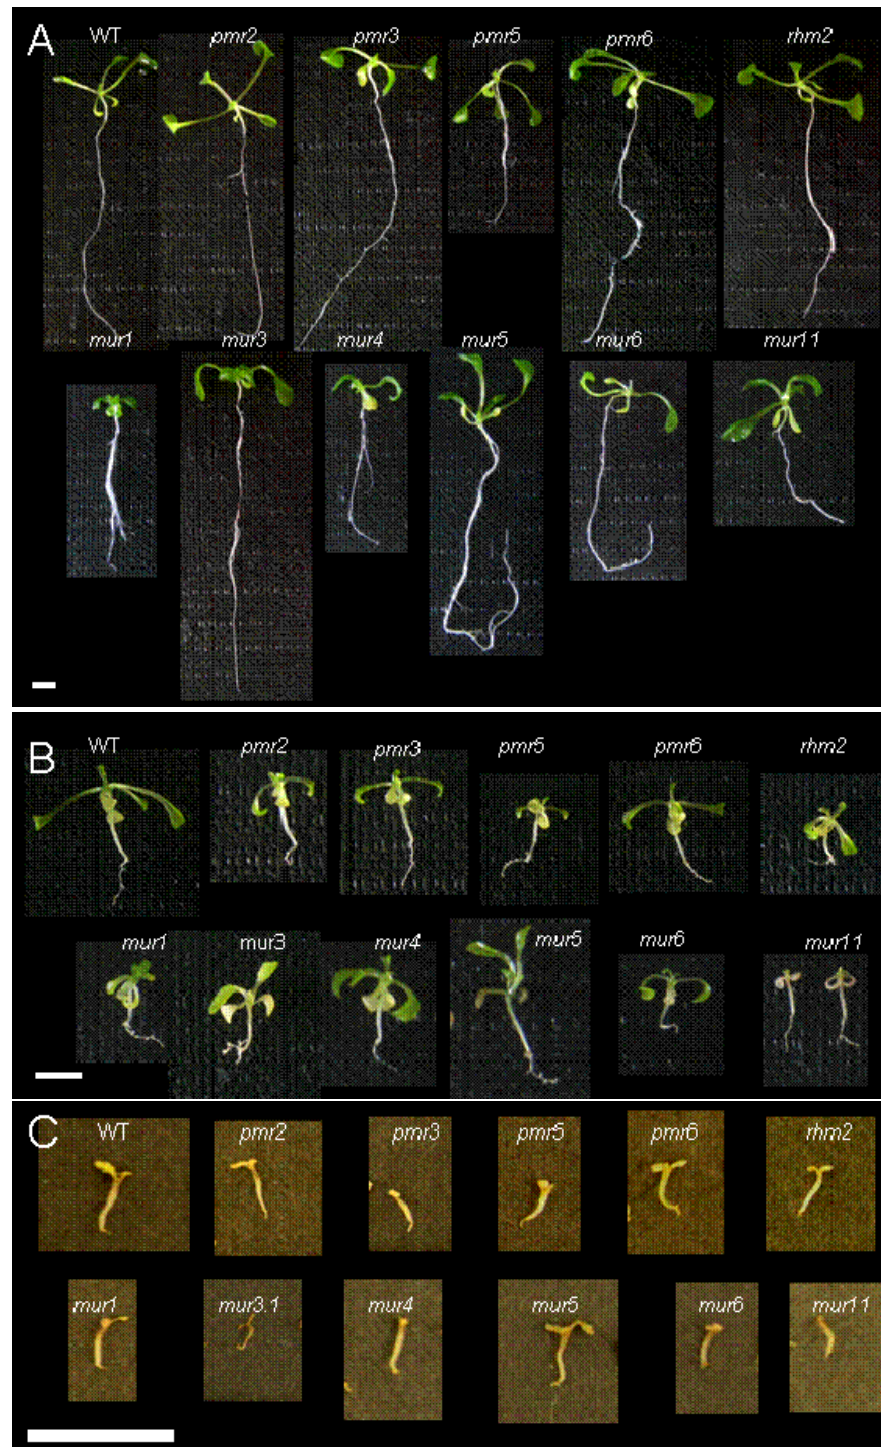 A WT pmr2 pmr3 pmr5 pmr6 rhm2
mur1 mur3 mur4 mur5 mur6 mur11
B WT pmr2 pmr3 pmr5 pmr6 rhm2
mur1 mur3 mur4 mur5 mur6 mur11
C WT pmr2 pmr3 pmr5 pmr6 rhm2
mur1 mur3.1 mur4 mur5 mur6 mur11